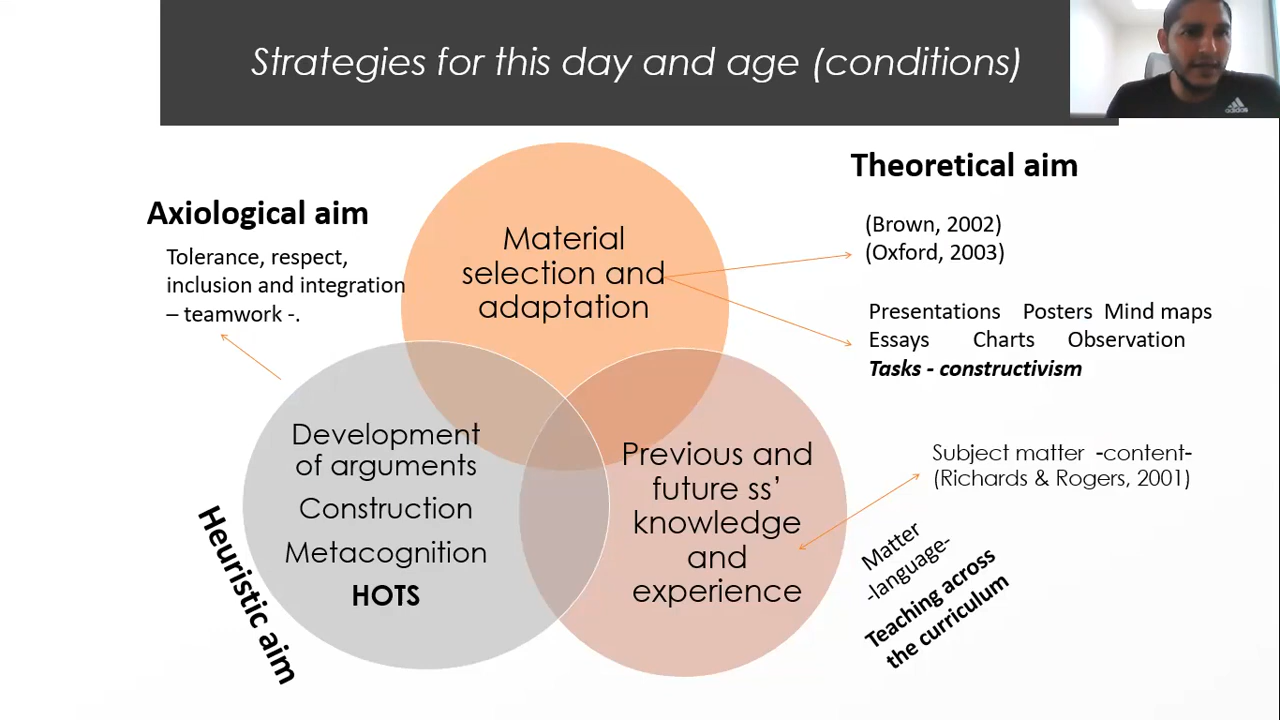 Strategies for this day and age (conditions)
adidas
Theoretical aim
Axiological aim
(Brown, 2002)
(Oxford, 2003)
Tolerance, respect,
inclusion and integration
– teamwork -.
Material
selection and
adaptation
Presentations Posters Mind maps
Essays Charts Observation
Tasks - constructivism
Development
of arguments
Construction
Metacognition
HOTS
Previous and
future ss’
knowledge
and
experience
Subject matter -content-
(Richards & Rogers, 2001)
Matter
-language-
Teaching across
the curriculum
Heuristic aim